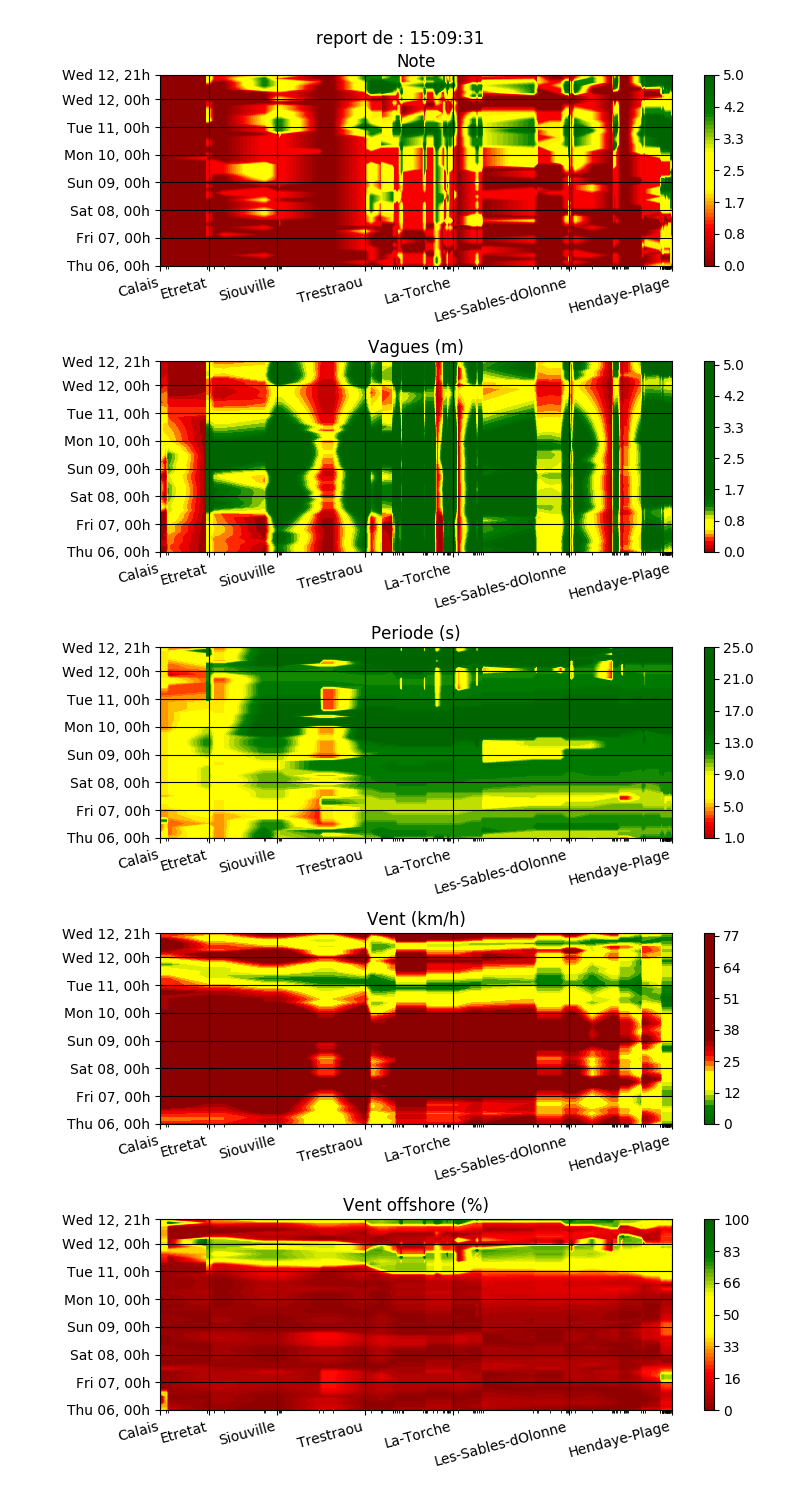 report de : 15:09:31
Note
Wed 12, 21h
Wed 12, 00h
Tue 11, 00h
Mon 10, 00h
Sun 09, 00h
Sat 08, 00h
Fri 07, 00h
Thu 06, 00h
Calais
Etretat
Siouville
Trestraou
La-Torche
Les-Sables-dOlonne
Hendaye-Plage
5.0
4.2
3.3
2.5
1.7
0.8
0.0
Vagues (m)
Wed 12, 21h
Wed 12, 00h
Tue 11, 00h
Mon 10, 00h
Sun 09, 00h
Sat 08, 00h
Fri 07, 00h
Thu 06, 00h
Calais
Etretat
Siouville
Trestraou
La-Torche
Les-Sables-dOlonne
Hendaye-Plage
5.0
4.2
3.3
2.5
1.7
0.8
0.0
Periode (s)
Wed 12, 21h
Wed 12, 00h
Tue 11, 00h
Mon 10, 00h
Sun 09, 00h
Sat 08, 00h
Fri 07, 00h
Thu 06, 00h
Calais
Etretat
Siouville
Trestraou
La-Torche
Les-Sables-dOlonne
Hendaye-Plage
25.0
21.0
17.0
13.0
9.0
5.0
1.0
Vent (km/h)
Wed 12, 21h
Wed 12, 00h
Tue 11, 00h
Mon 10, 00h
Sun 09, 00h
Sat 08, 00h
Fri 07, 00h
Thu 06, 00h
Calais
Etretat
Siouville
Trestraou
La-Torche
Les-Sables-dOlonne
Hendaye-Plage
77
64
51
38
25
12
0
Vent offshore (%)
Wed 12, 21h
Wed 12, 00h
Tue 11, 00h
Mon 10, 00h
Sun 09, 00h
Sat 08, 00h
Fri 07, 00h
Thu 06, 00h
Calais
Etretat
Siouville
Trestraou
La-Torche
Les-Sables-dOlonne
Hendaye-Plage
100
83
66
50
33
16
0